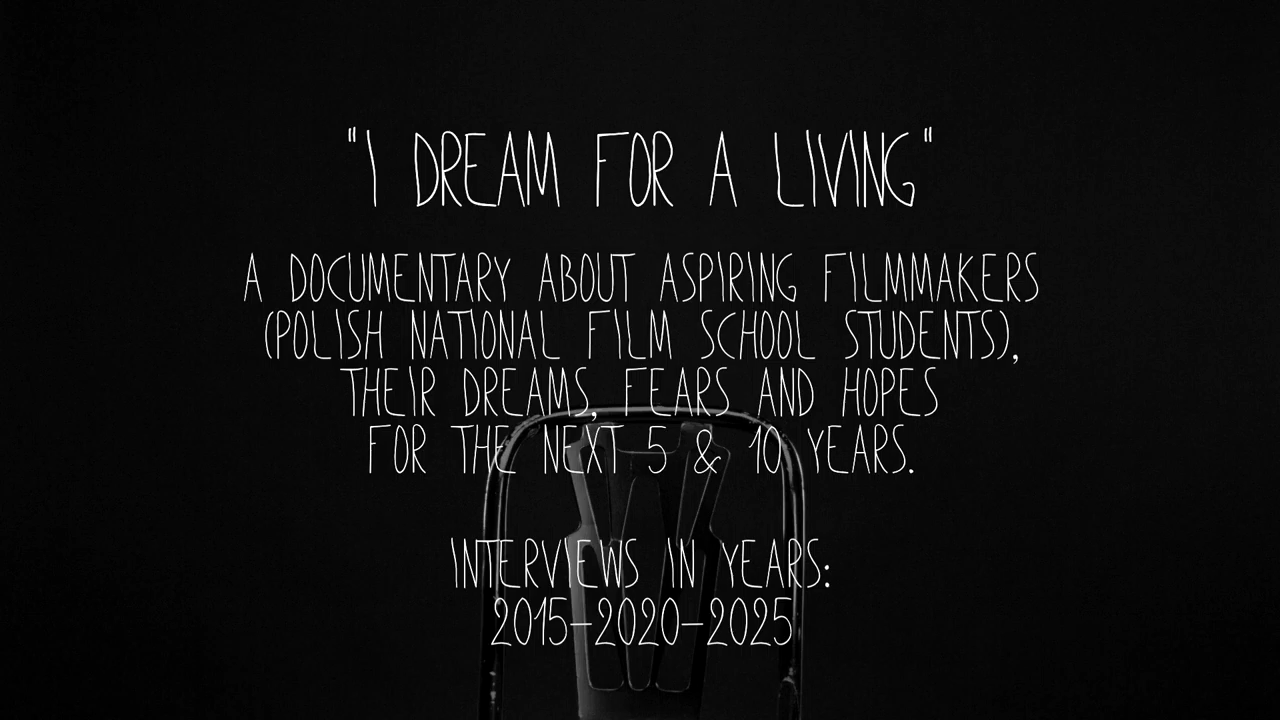 "I DREAM FOR A LIVING"
A DOCUMENTARY ABOUT ASPIRING FILMMAKERS
(POLISH NATIONAL FILM SCHOOL STUDENTS),
THEIR DREAMS, FEARS AND HOPES
FOR THE NEXT 5 & 10 YEARS.
INTERVIEWS IN YEARS:
2015-2020-2025